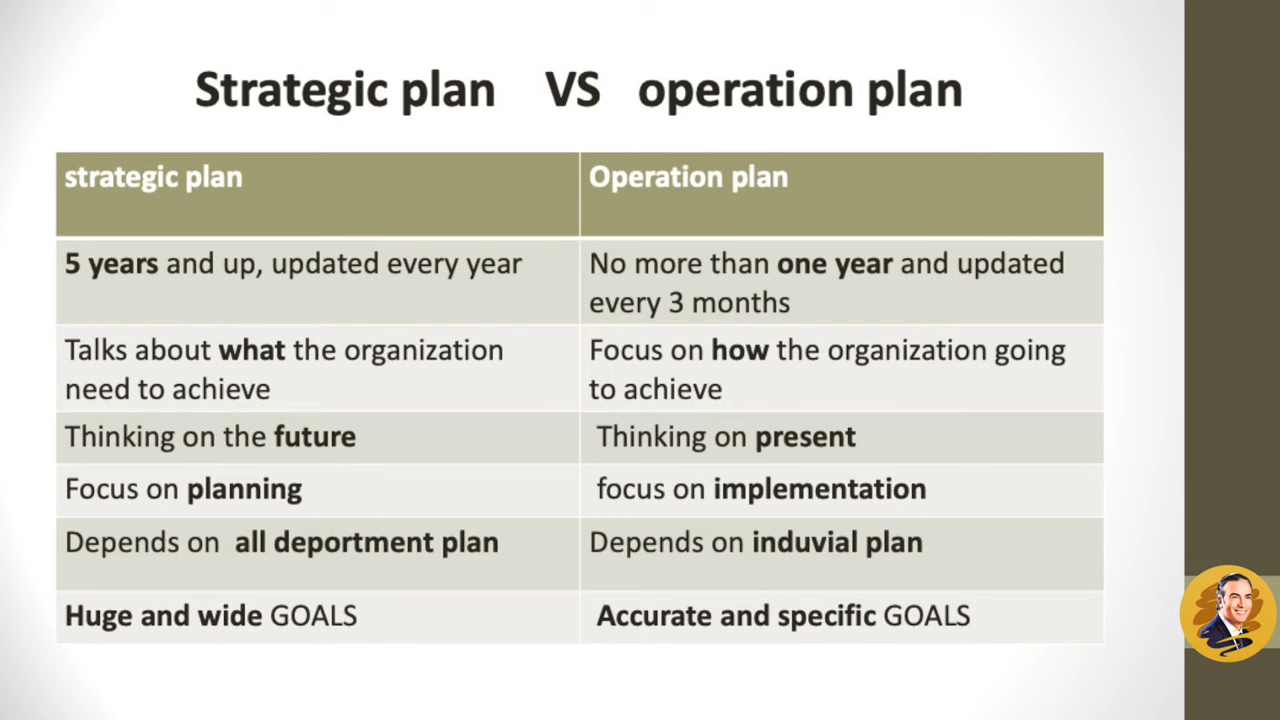 Strategic plan VS operation plan
strategic plan
Operation plan
5 years and up, updated every year
No more than one year and updated
every 3 months
Talks about what the organization
need to achieve
Focus on how the organization going
to achieve
Thinking on the future
Thinking on present
Focus on planning
focus on implementation
Depends on all deportment plan
Depends on induvial plan
Huge and wide GOALS
Accurate and specific GOALS